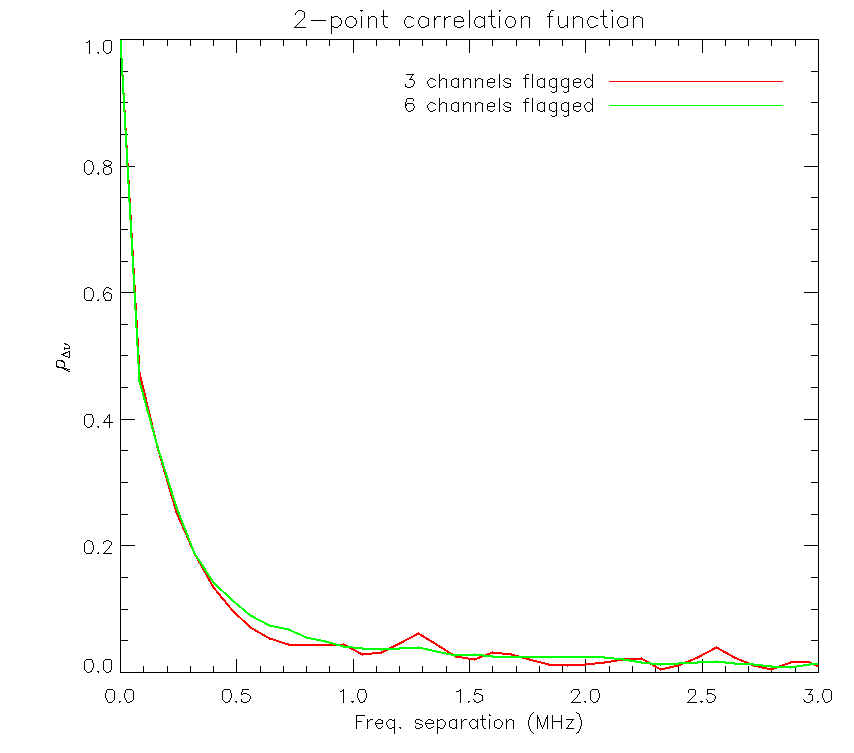 2-point carrelation function
3 channels flagged
6 channels flagged
1.0
0.8
0.6
0.4
0.2
0.0
pΔν
0.0 0.5 1.0 1.5 2.0 2.5 3.0
Freq. separation (MHz)